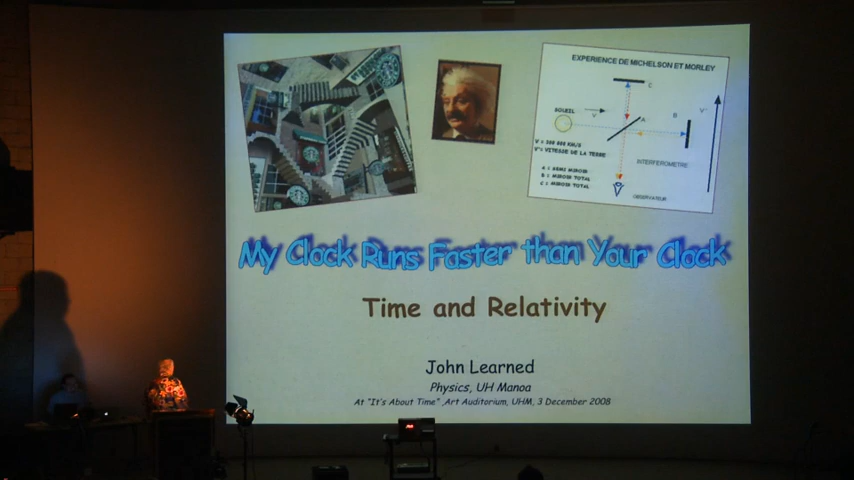 EXPERIENCE DE MICHELSON ET MORLEY
C
SOLEIL
V
A
B
V'
V = 300 000 KM/S
V'= VITESSE DE LA TERRE
INTERFEROMETRE
A = SEMI MIROIR
B = MIROIR TOTAL
C = MIROIR TOTAL
OBSERVATEUR
My Clock Runs Faster than Your Clock
Time and Relativity
John Learned
Physics, UH Manoa
At "It's About Time" ,Art Auditorium, UHM, 3 December 2008